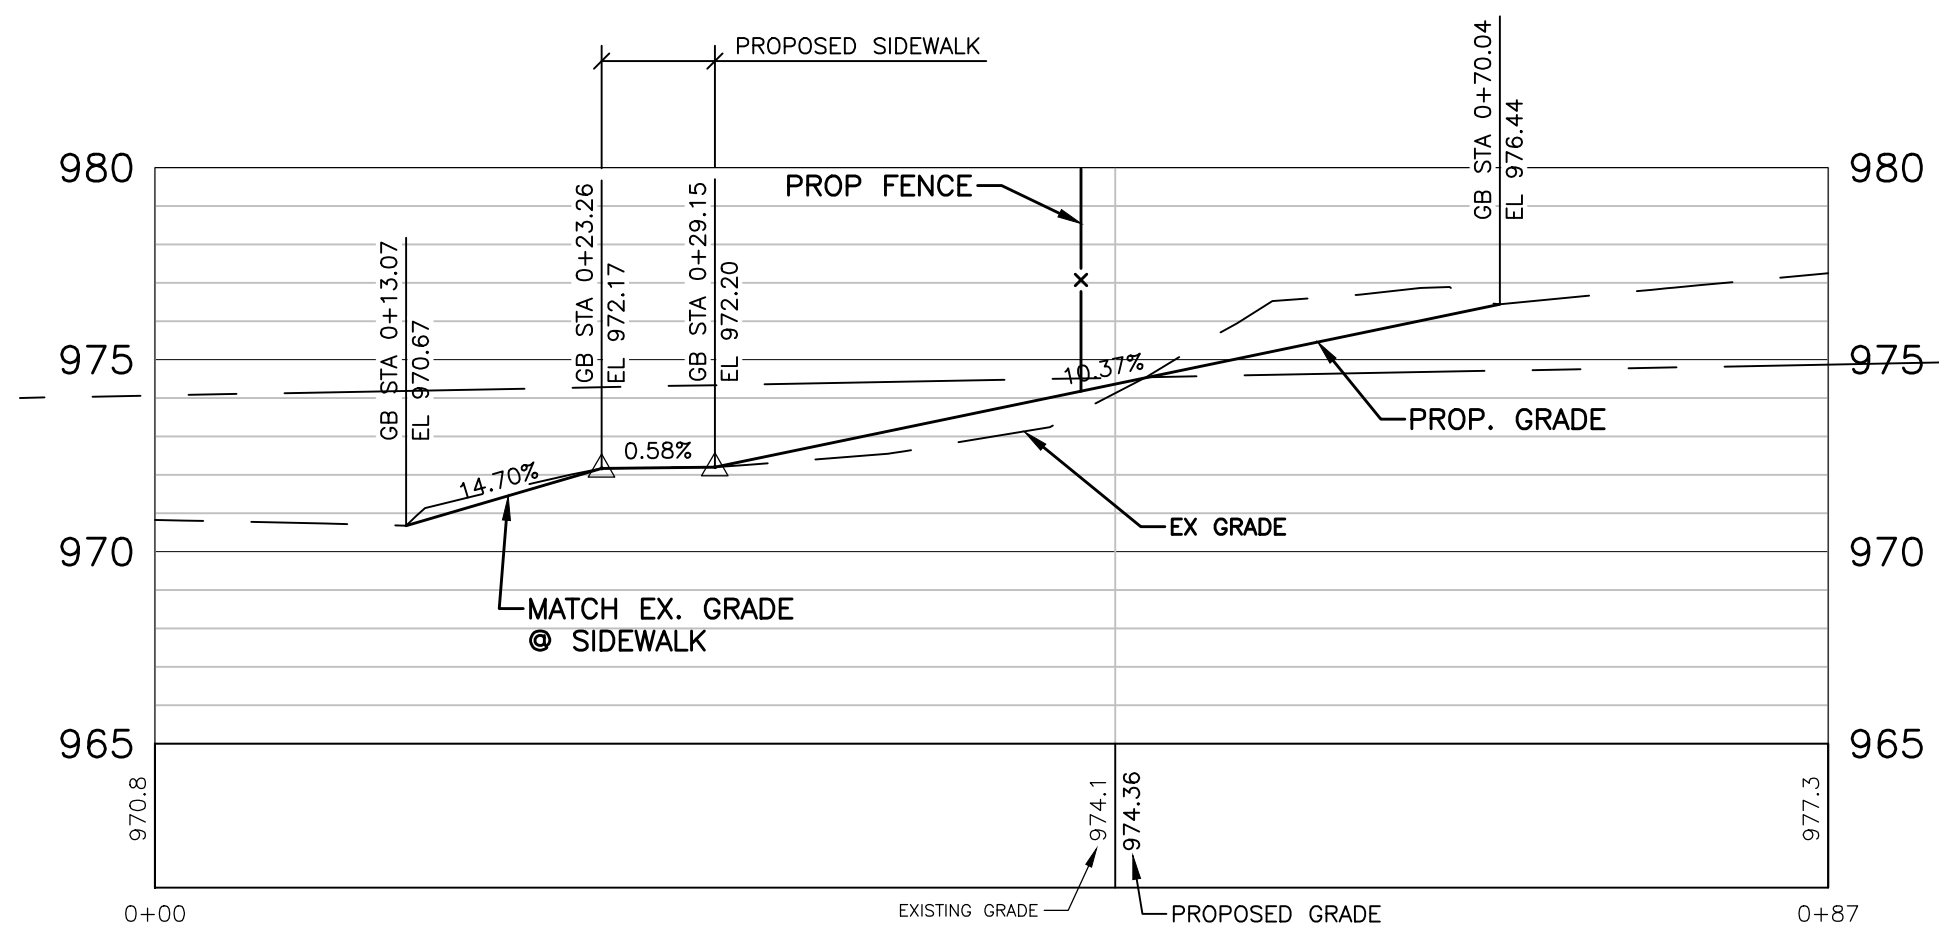 PROPOSED SIDEWALK
GB STA 0+70.04
EL 976.44
980
980
PROP FENCE
GB STA 0+13.07
EL 970.67
GB STA 0+23.26
EL 972.17
GB STA 0+29.15
EL 972.20
975
975
10.37%
PROP. GRADE
0.58%
14.70%
EX GRADE
970
970
MATCH EX. GRADE
@ SIDEWALK
965
965
970.8
974.1
974.36
977.3
EXISTING GRADE
PROPOSED GRADE
0+00
0+87